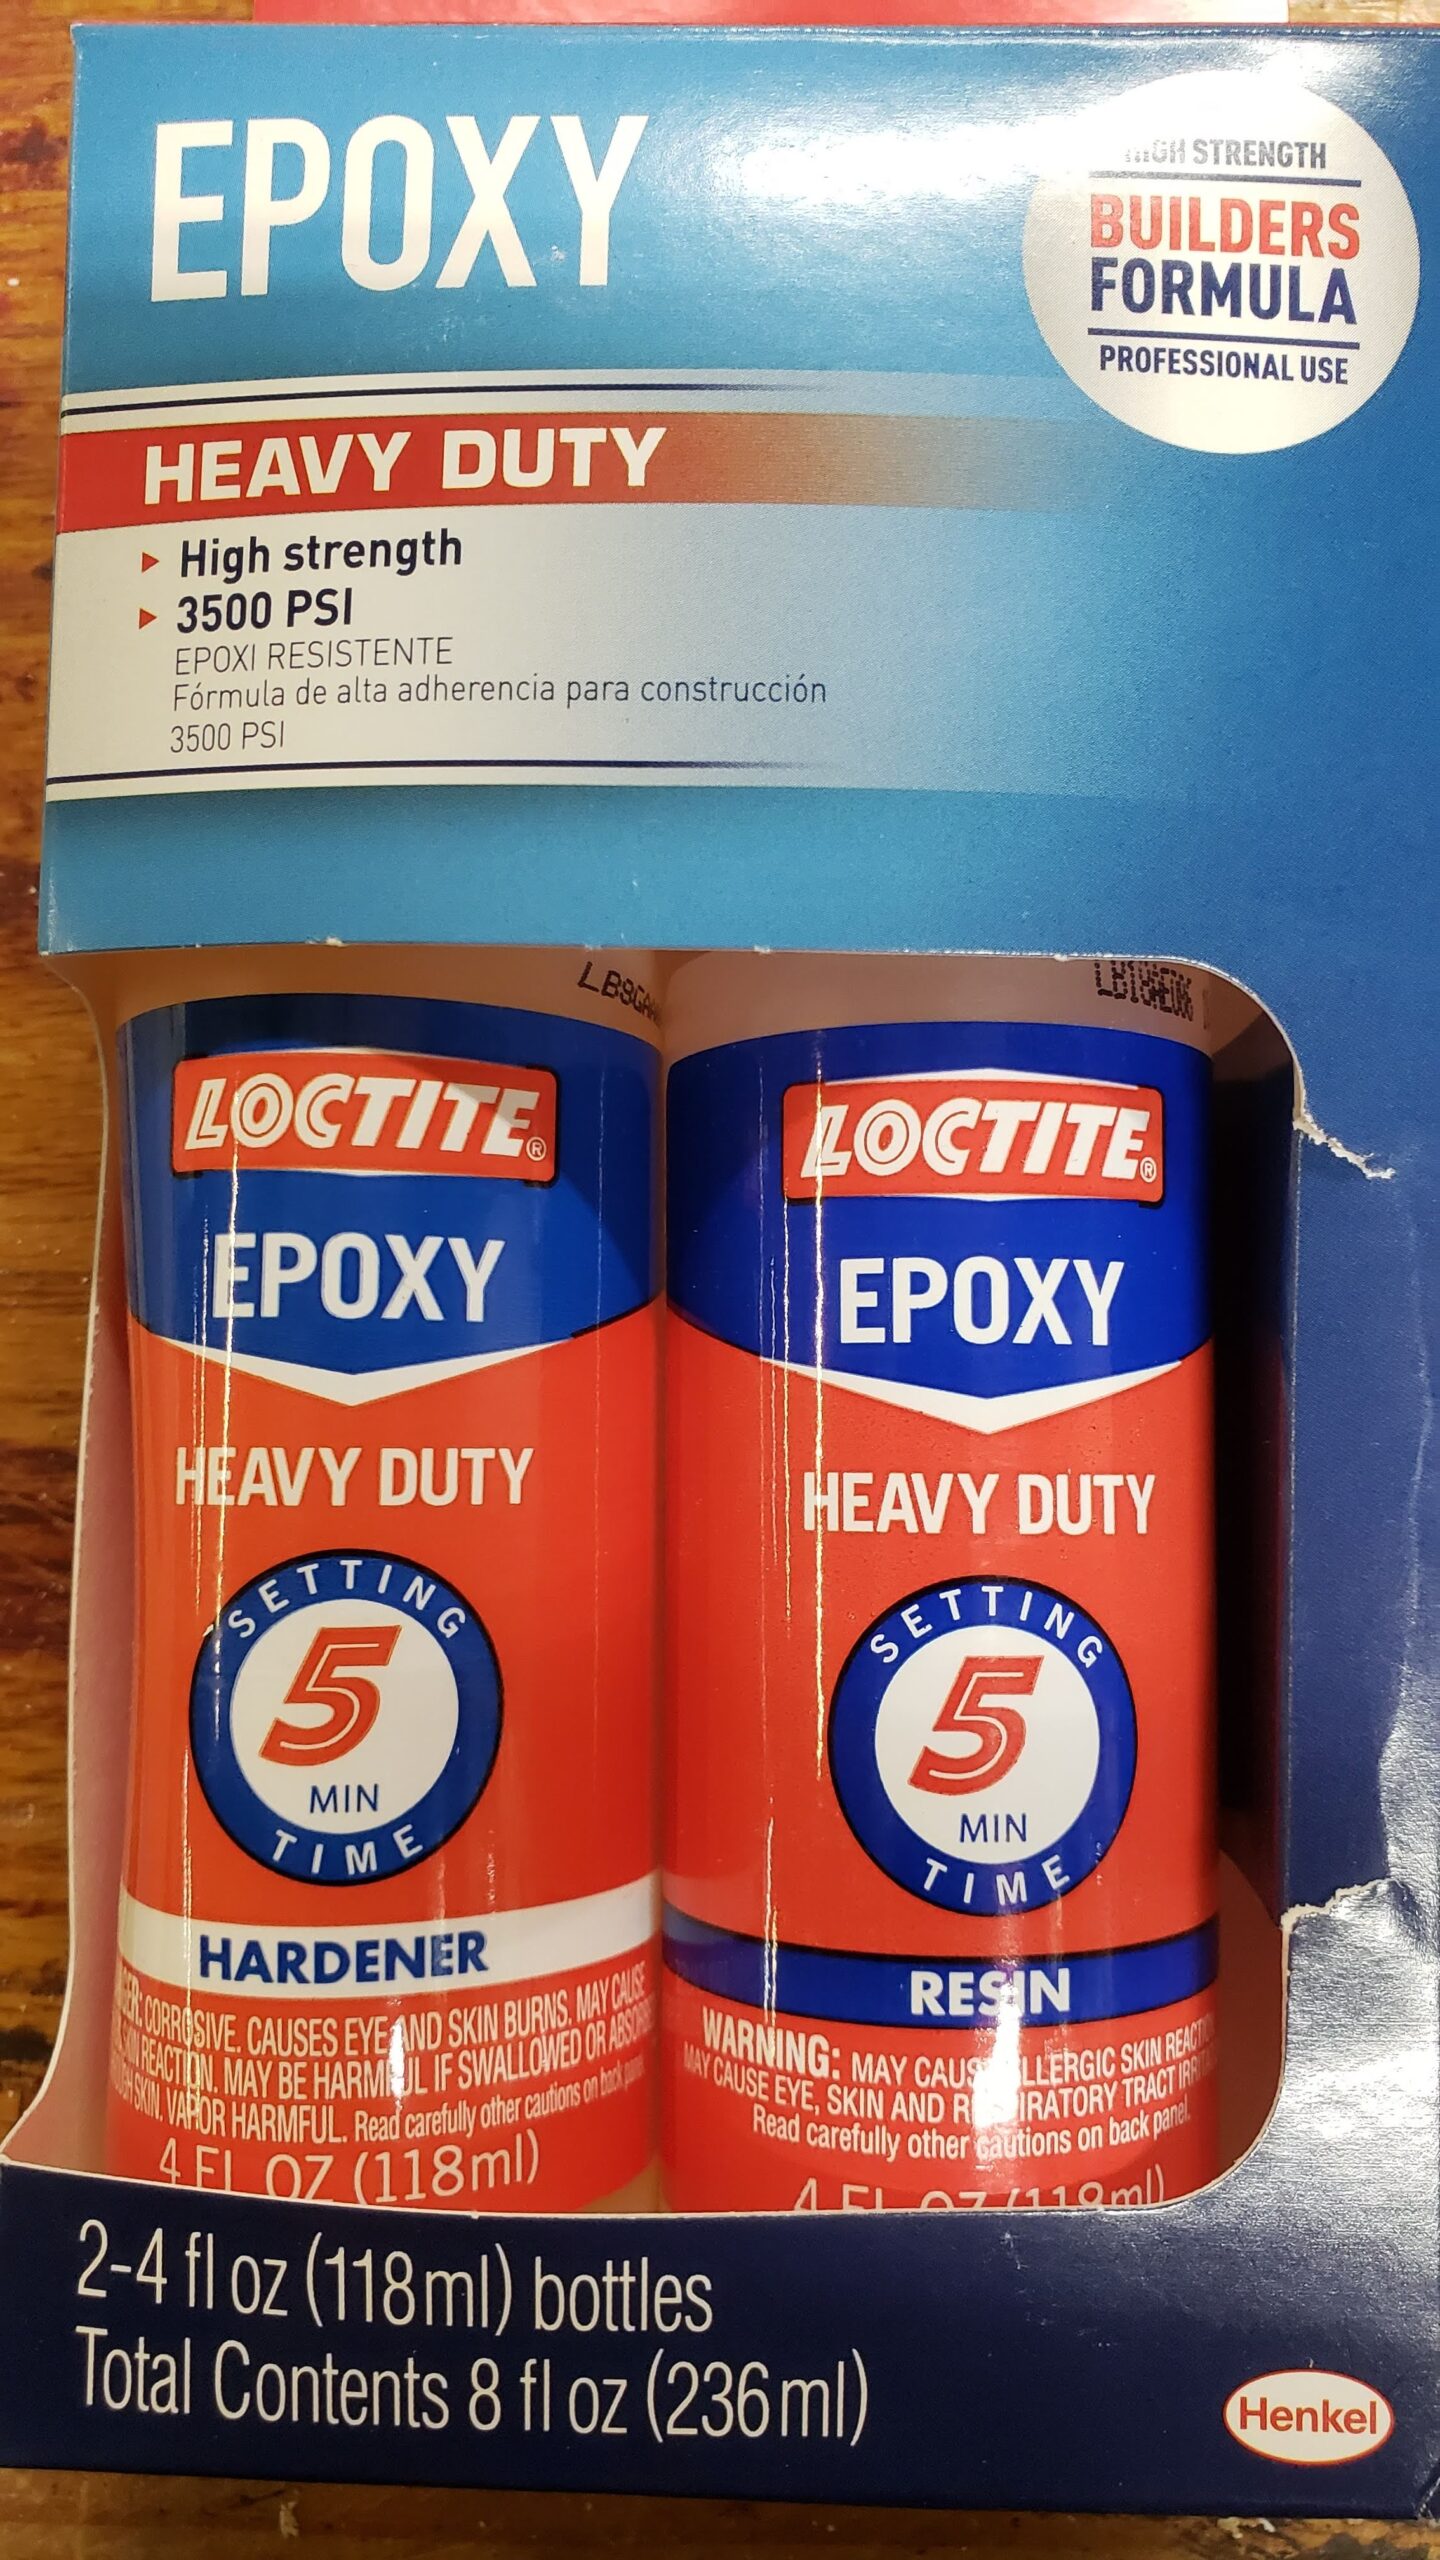 EPOXY
HIGH STRENGTH
BUILDERS
FORMULA
PROFESSIONAL USE
HEAVY DUTY
High strength
3500 PSI
EPOXI RESISTENTE
Fórmula de alta adherencia para construcción
3500 PSI
LOCTITE®
EPOXY
HEAVY DUTY
SETTING
5
MIN
TIME
HARDENER
CORROSIVE. CAUSES EYE AND SKIN BURNS. MAY CAUSE
SKIN REACTION. MAY BE HARMFUL IF SWALLOWED OR
SKIN. VAPOR HARMFUL. Read carefully other cautions on back
4 FL OZ (118ml)
LOCTITE®
EPOXY
HEAVY DUTY
SETTING
5
MIN
TIME
RESIN
WARNING: MAY CAUSE ALLERGIC SKIN
MAY CAUSE EYE, SKIN AND RESPIRATORY TRACT
Read carefully other cautions on back panel.
4 FL OZ (118ml)
2-4 fl oz (118ml) bottles
Total Contents 8 fl oz (236ml)
Henkel